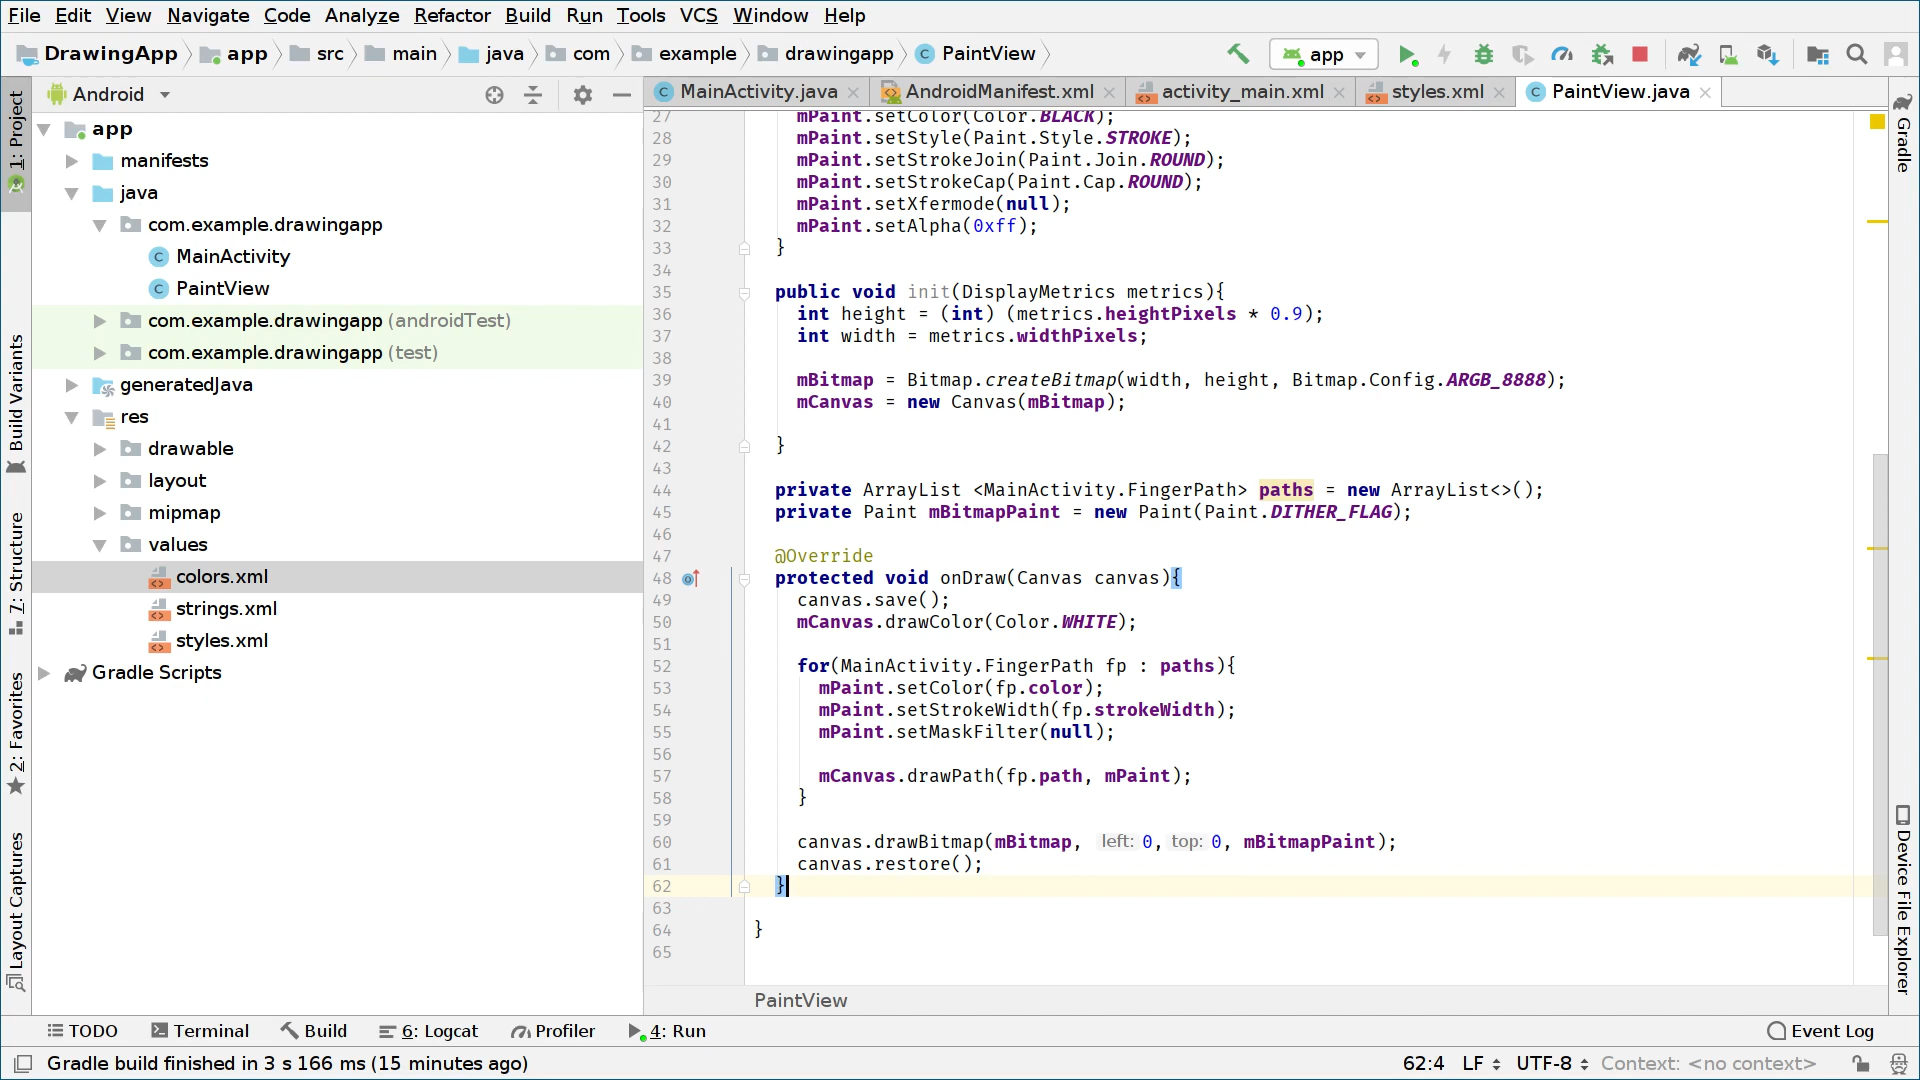 File Edit View Navigate Code Analyze Refactor Build Run Tools VCS Window Help
DrawingApp app src main java com example drawingapp PaintView app
Android
MainActivity.java AndroidManifest.xml activity_main.xml styles.xml PaintView.java
1: Project
Build Variants
7: Structure
2: Favorites
Layout Captures
app
manifests
java
com.example.drawingapp
MainActivity
PaintView
com.example.drawingapp (androidTest)
com.example.drawingapp (test)
generatedJava
res
drawable
layout
mipmap
values
colors.xml
strings.xml
styles.xml
Gradle Scripts
27 mPaint.setColor(Color.BLACK);
28 mPaint.setStyle(Paint.Style.STROKE);
29 mPaint.setStrokeJoin(Paint.Join.ROUND);
30 mPaint.setStrokeCap(Paint.Cap.ROUND);
31 mPaint.setXfermode(null);
32 mPaint.setAlpha(0xff);
33 }
34
35 public void init(DisplayMetrics metrics){
36 int height = (int) (metrics.heightPixels * 0.9);
37 int width = metrics.widthPixels;
38
39 mBitmap = Bitmap.createBitmap(width, height, Bitmap.Config.ARGB_8888);
40 mCanvas = new Canvas(mBitmap);
41
42 }
43
44 private ArrayList <MainActivity.FingerPath> paths = new ArrayList<>();
45 private Paint mBitmapPaint = new Paint(Paint.DITHER_FLAG);
46
47 @Override
48 protected void onDraw(Canvas canvas){
49 canvas.save();
50 mCanvas.drawColor(Color.WHITE);
51
52 for(MainActivity.FingerPath fp : paths){
53 mPaint.setColor(fp.color);
54 mPaint.setStrokeWidth(fp.strokeWidth);
55 mPaint.setMaskFilter(null);
56
57 mCanvas.drawPath(fp.path, mPaint);
58 }
59
60 canvas.drawBitmap(mBitmap, left: 0, top: 0, mBitmapPaint);
61 canvas.restore();
62 }
63
64 }
65
PaintView
Gradle
Device File Explorer
TODO Terminal Build 6: Logcat Profiler 4: Run Event Log
Gradle build finished in 3 s 166 ms (15 minutes ago) 62:4 LF UTF-8 Context: <no context>